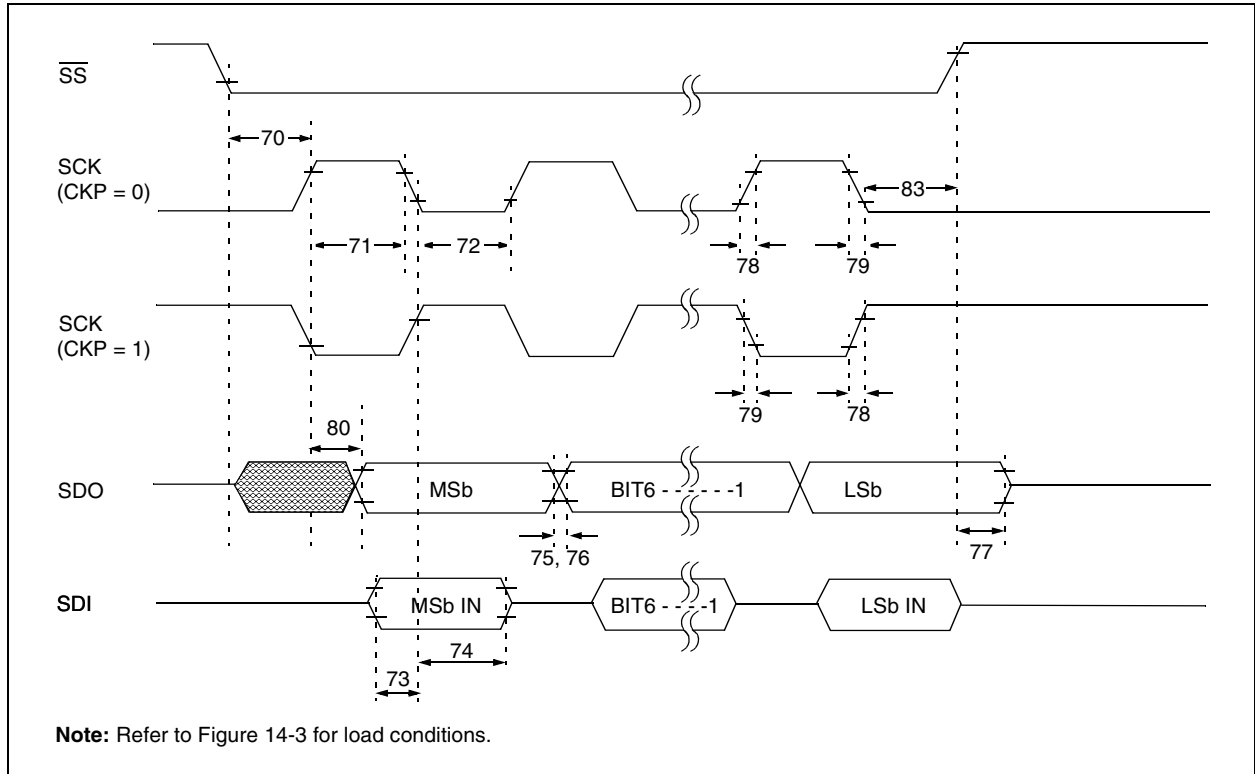 SS
70
SCK
(CKP = 0)
83
71
72
78
79
SCK
(CKP = 1)
79
78
80
SDO
MSb
BIT6 - - - - - - -1
LSb
75, 76
77
SDI
MSb IN
BIT6 - - - - -1
LSb IN
74
73
Note: Refer to Figure 14-3 for load conditions.